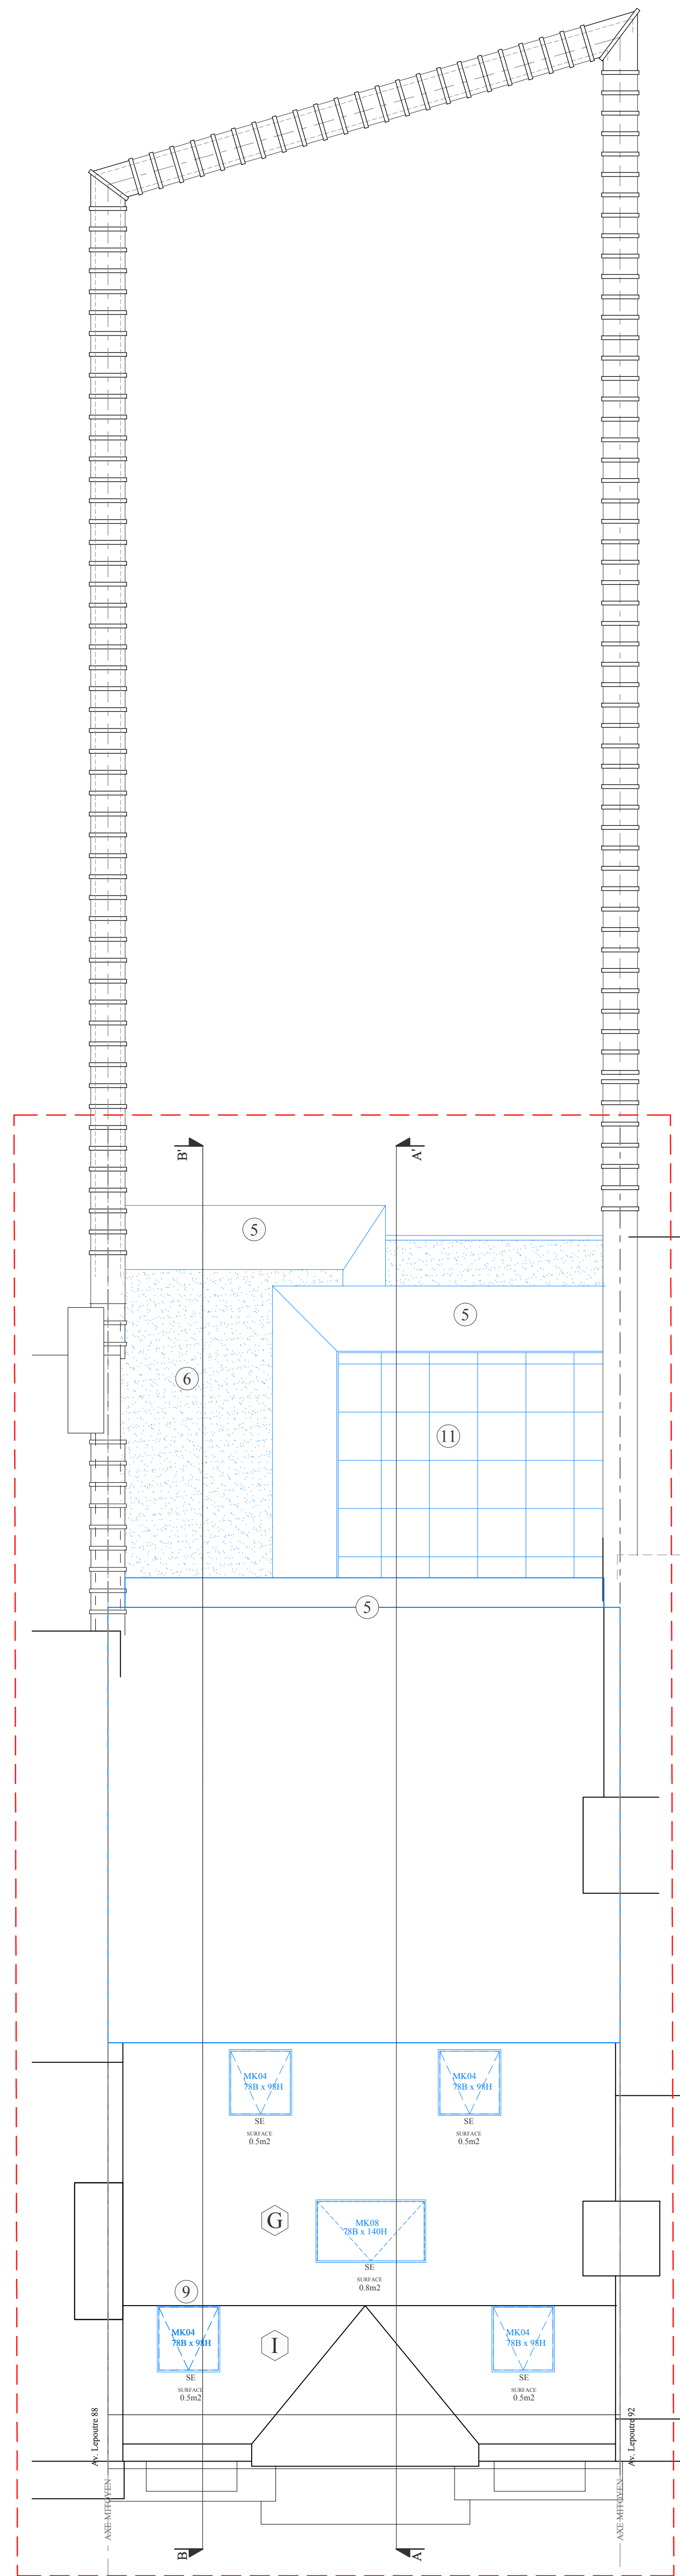 B'
A'
5
5
6
11
5
MK04
78B x 98H
SE
SURFACE
0.5m2
MK04
78B x 98H
SE
SURFACE
0.5m2
G
MK08
78B x 140H
SE
SURFACE
0.8m2
9
MK04
78B x 98H
SE
SURFACE
0.5m2
I
MK04
78B x 98H
SE
SURFACE
0.5m2
Av. Lepoutre 88
Av. Lepoutre 92
AXE MITOYEN
AXE MITOYEN
B
A